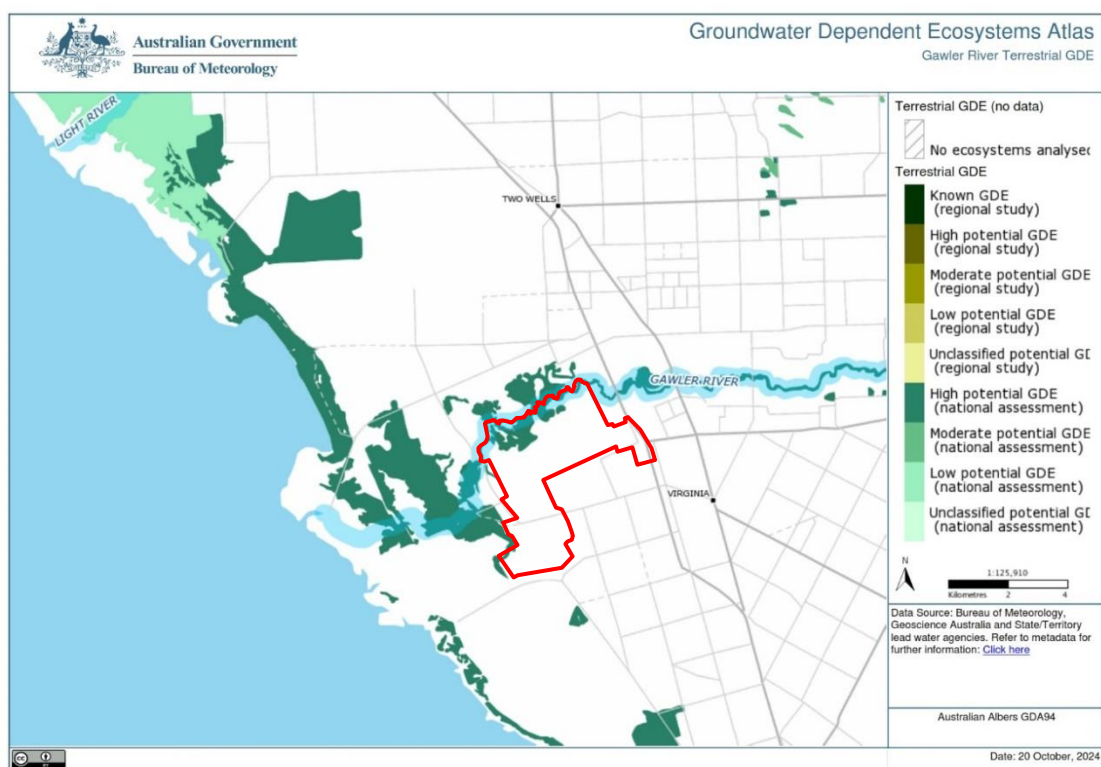 Australian Government
Bureau of Meteorology
Groundwater Dependent Ecosystems Atlas
Gawler River Terrestrial GDE
LIGHT RIVER
TWO WELLS
GAWLER RIVER
VIRGINIA
Terrestrial GDE (no data)
No ecosystems analysec
Terrestrial GDE
Known GDE
(regional study)
High potential GDE
(regional study)
Moderate potential GDE
(regional study)
Low potential GDE
(regional study)
Unclassified potential GD
(regional study)
High potential GDE
(national assessment)
Moderate potential GDE
(national assessment)
Low potential GDE
(national assessment)
Unclassified potential GD
(national assessment)
N
1:125,910
Kilometres 2 4
Data Source: Bureau of Meteorology,
Geoscience Australia and State/Territory
lead water agencies. Refer to metadata for
further information: Click here
Australian Albers GDA94
cc BY
Date: 20 October, 2024